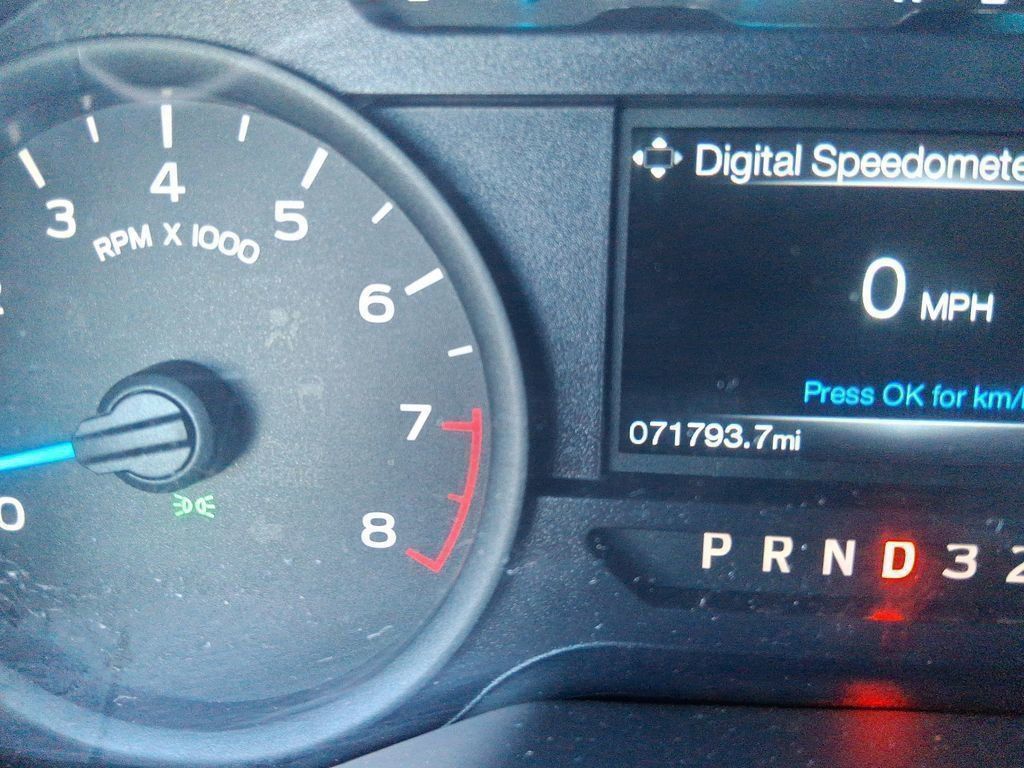 4
3
5
RPM X 1000
6
7
8
0
Digital Speedomete
0 MPH
Press OK for km/
071793.7mi
P R N D 3 2